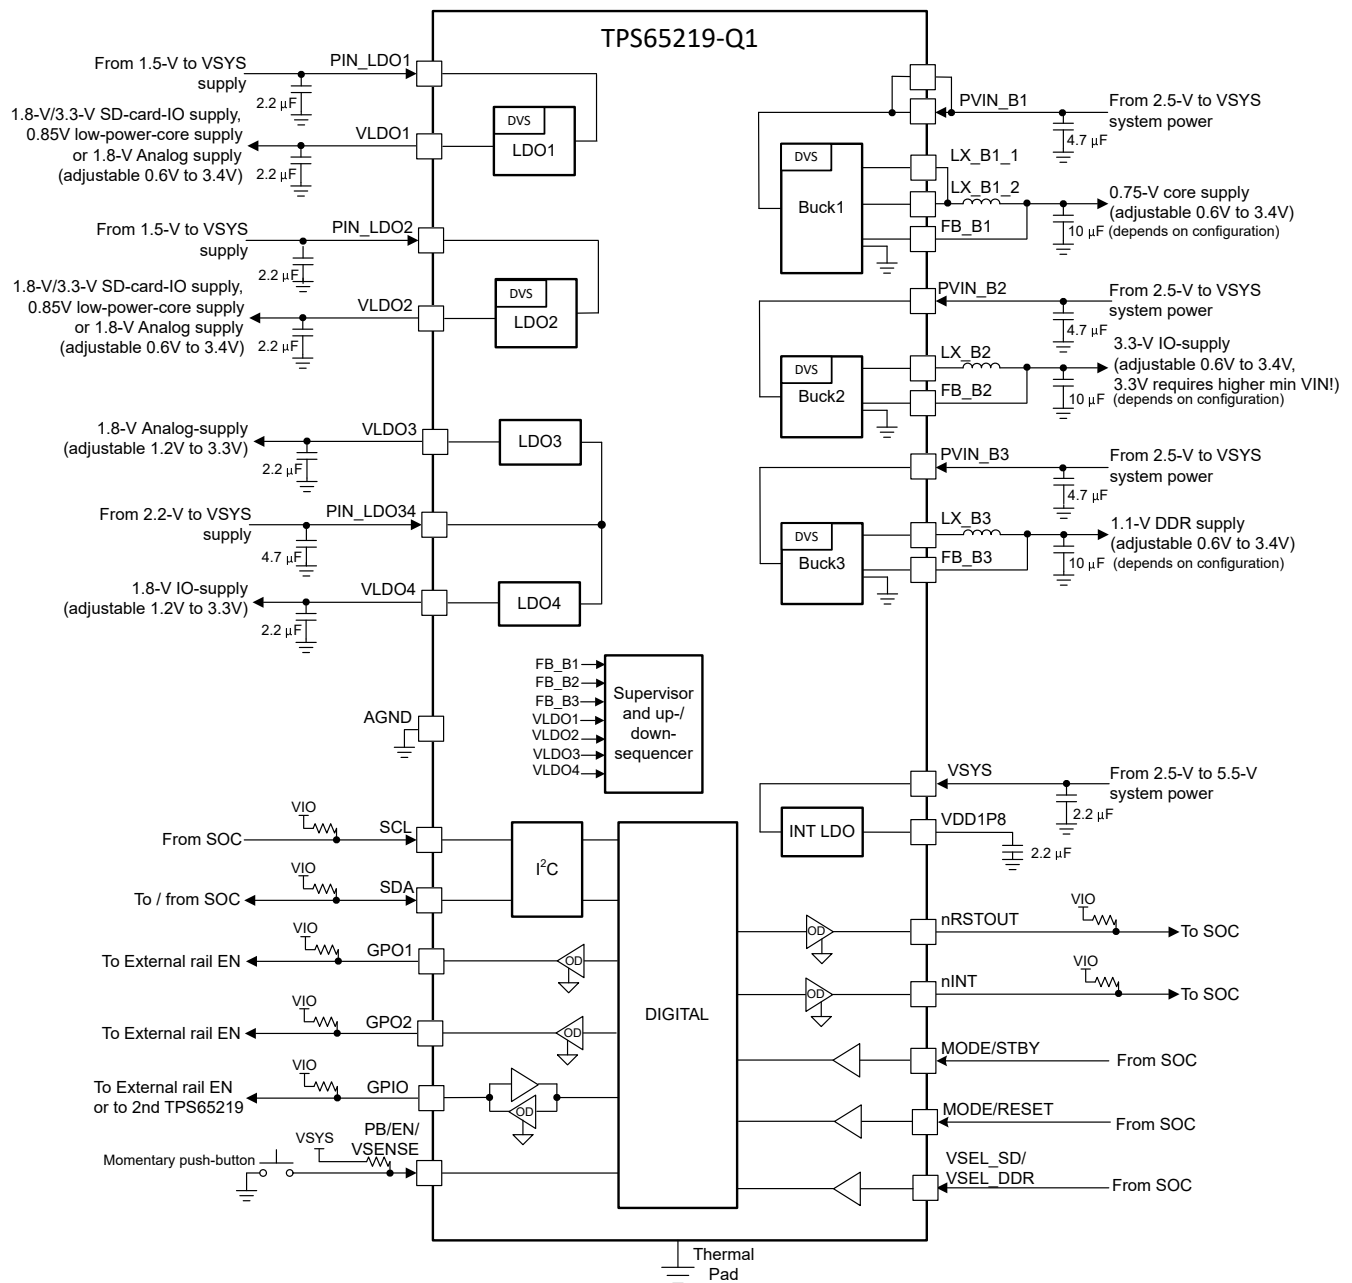 TPS65219-Q1
From 1.5-V to VSYS
supply
PIN_LDO1
2.2 µF
1.8-V/3.3-V SD-card-IO supply,
0.85V low-power-core supply
or 1.8-V Analog supply
(adjustable 0.6V to 3.4V)
VLDO1
2.2 µF
DVS
LDO1
From 1.5-V to VSYS
supply
PIN_LDO2
2.2 µF
1.8-V/3.3-V SD-card-IO supply,
0.85V low-power-core supply
or 1.8-V Analog supply
(adjustable 0.6V to 3.4V)
VLDO2
2.2 µF
DVS
LDO2
1.8-V Analog-supply
(adjustable 1.2V to 3.3V)
VLDO3
2.2 µF
LDO3
From 2.2-V to VSYS
supply
PIN_LDO34
4.7 µF
1.8-V IO-supply
(adjustable 1.2V to 3.3V)
VLDO4
2.2 µF
LDO4
PVIN_B1
From 2.5-V to VSYS
system power
4.7 µF
DVS
Buck1
LX_B1_1
LX_B1_2
FB_B1
0.75-V core supply
(adjustable 0.6V to 3.4V)
(depends on configuration)
10 µF
PVIN_B2
From 2.5-V to VSYS
system power
4.7 µF
DVS
Buck2
LX_B2
FB_B2
3.3-V IO-supply
(adjustable 0.6V to 3.4V,
3.3V requires higher min VIN!)
(depends on configuration)
10 µF
PVIN_B3
From 2.5-V to VSYS
system power
4.7 µF
DVS
Buck3
LX_B3
FB_B3
1.1-V DDR supply
(adjustable 0.6V to 3.4V)
(depends on configuration)
10 µF
FB_B1
FB_B2
FB_B3
VLDO1
VLDO2
VLDO3
VLDO4
Supervisor
and up-/
down-
sequencer
AGND
VSYS
From 2.5-V to 5.5-V
system power
2.2 µF
INT LDO
VDD1P8
2.2 µF
From SOC
VIO
SCL
I²C
To / from SOC
VIO
SDA
To External rail EN
VIO
GPO1
OD
To External rail EN
VIO
GPO2
OD
To External rail EN
or to 2nd TPS65219
VIO
GPIO
OD
Momentary push-button
VSYS
PB/EN/
VSENSE
DIGITAL
OD
nRSTOUT
VIO
To SOC
OD
nINT
VIO
To SOC
MODE/STBY
From SOC
MODE/RESET
From SOC
VSEL_SD/
VSEL_DDR
From SOC
Thermal
Pad